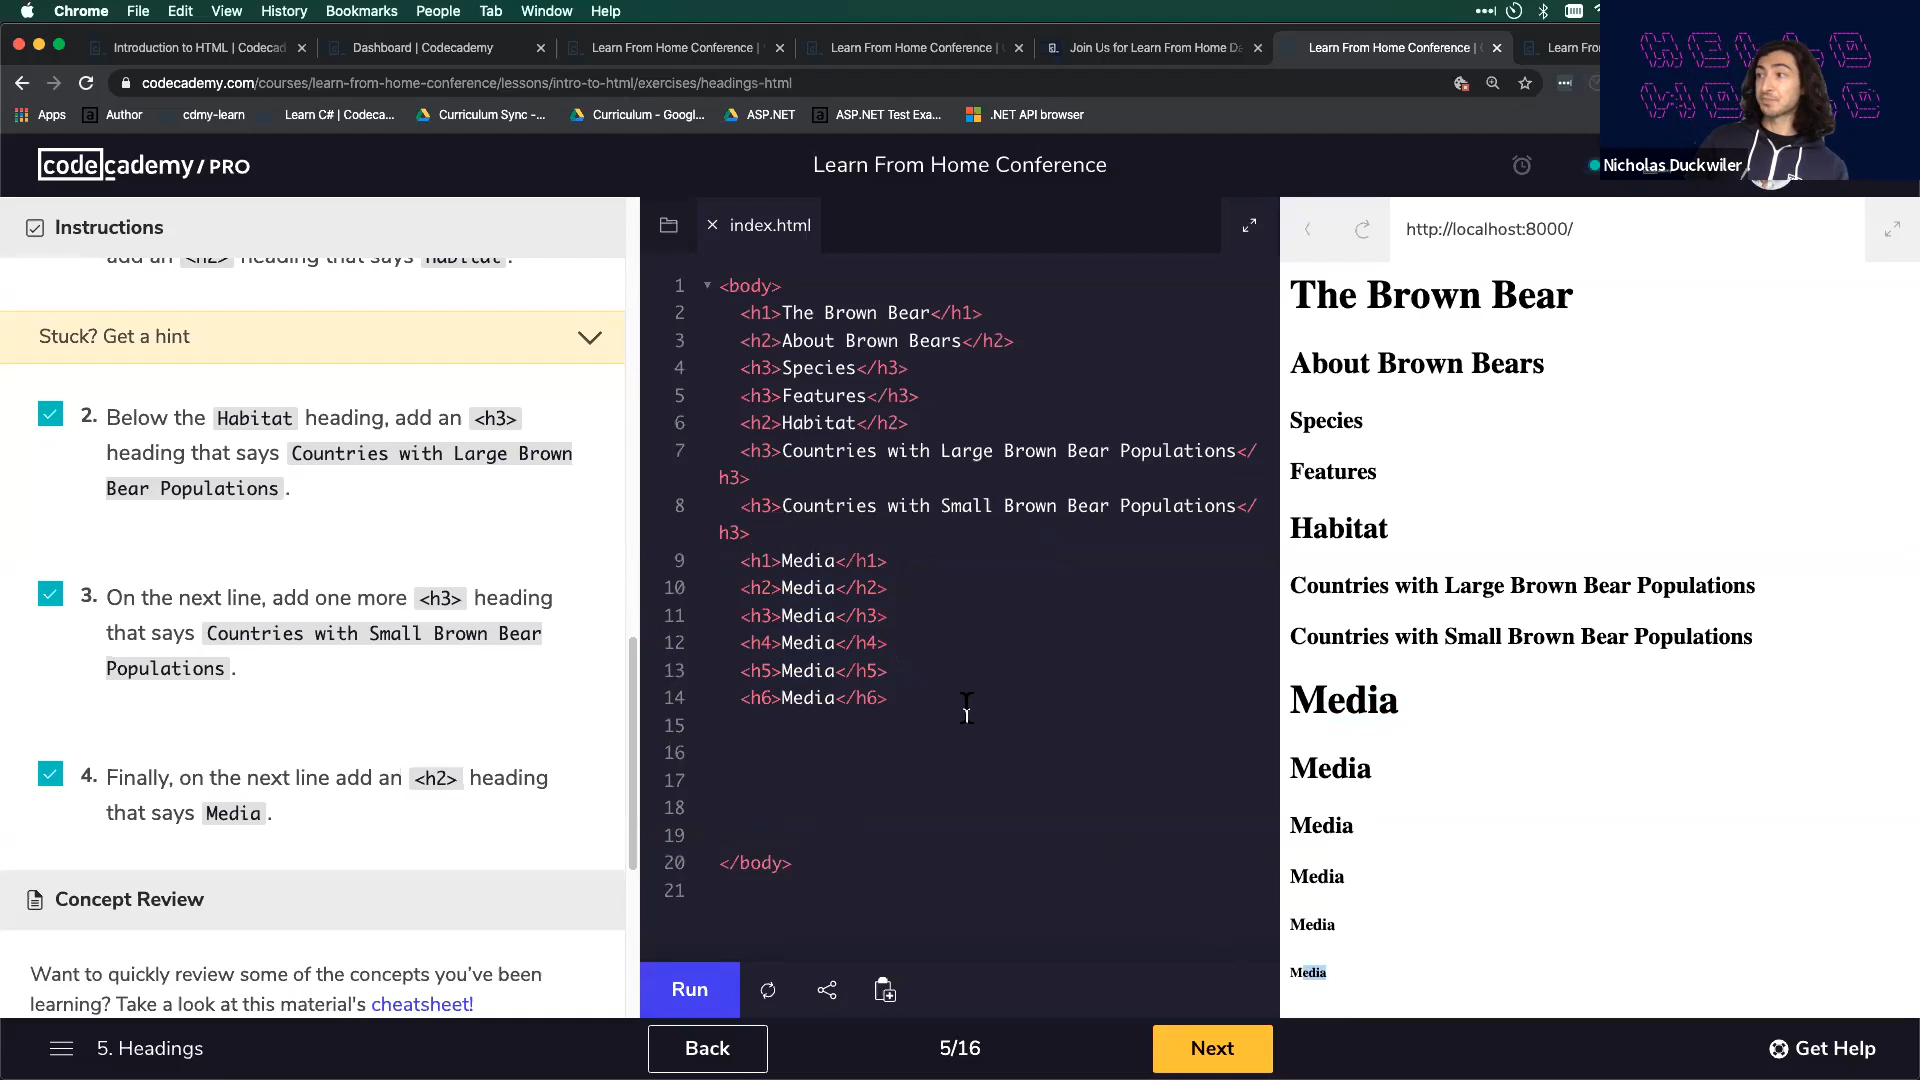 Chrome File Edit View History Bookmarks People Tab Window Help
Introduction to HTML | Codecad
Dashboard | Codecademy
Learn From Home Conference |
Learn From Home Conference |
Join Us for Learn From Home Da
Learn From Home Conference |
Learn Fro
codecademy.com/courses/learn-from-home-conference/lessons/intro-to-html/exercises/headings-html
Apps
Author
cdmy-learn
Learn C# | Codeca...
Curriculum Sync -...
Curriculum - Googl...
ASP.NET
ASP.NET Test Exa...
.NET API browser
codecademy / PRO
Learn From Home Conference
Nicholas Duckwiler
Instructions
add an <h2> heading that says Habitat.
Stuck? Get a hint
2. Below the Habitat heading, add an <h3>
heading that says Countries with Large Brown
Bear Populations.
3. On the next line, add one more <h3> heading
that says Countries with Small Brown Bear
Populations.
4. Finally, on the next line add an <h2> heading
that says Media.
Concept Review
Want to quickly review some of the concepts you’ve been
learning? Take a look at this material's cheatsheet!
index.html
1 <body>
2 <h1>The Brown Bear</h1>
3 <h2>About Brown Bears</h2>
4 <h3>Species</h3>
5 <h3>Features</h3>
6 <h2>Habitat</h2>
7 <h3>Countries with Large Brown Bear Populations</
h3>
8 <h3>Countries with Small Brown Bear Populations</
h3>
9 <h1>Media</h1>
10 <h2>Media</h2>
11 <h3>Media</h3>
12 <h4>Media</h4>
13 <h5>Media</h5>
14 <h6>Media</h6>
15
16
17
18
19
20 </body>
21
Run
http://localhost:8000/
The Brown Bear
About Brown Bears
Species
Features
Habitat
Countries with Large Brown Bear Populations
Countries with Small Brown Bear Populations
Media
Media
Media
Media
Media
Media
5. Headings
Back
5/16
Next
Get Help